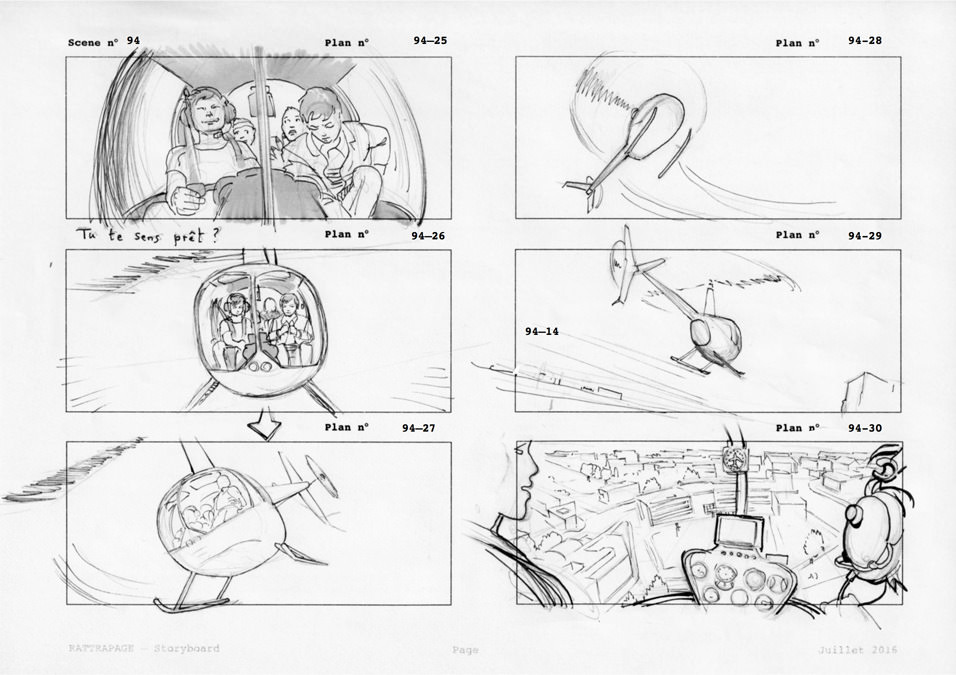 Scene n° 94 Plan n° 94—25
Plan n° 94-28
Tu te sens prêt ?
Plan n° 94—26
Plan n° 94-29
94—14
Plan n° 94—27
Plan n° 94-30
RATTRAPAGE - Storyboard
Page
Juillet 2016